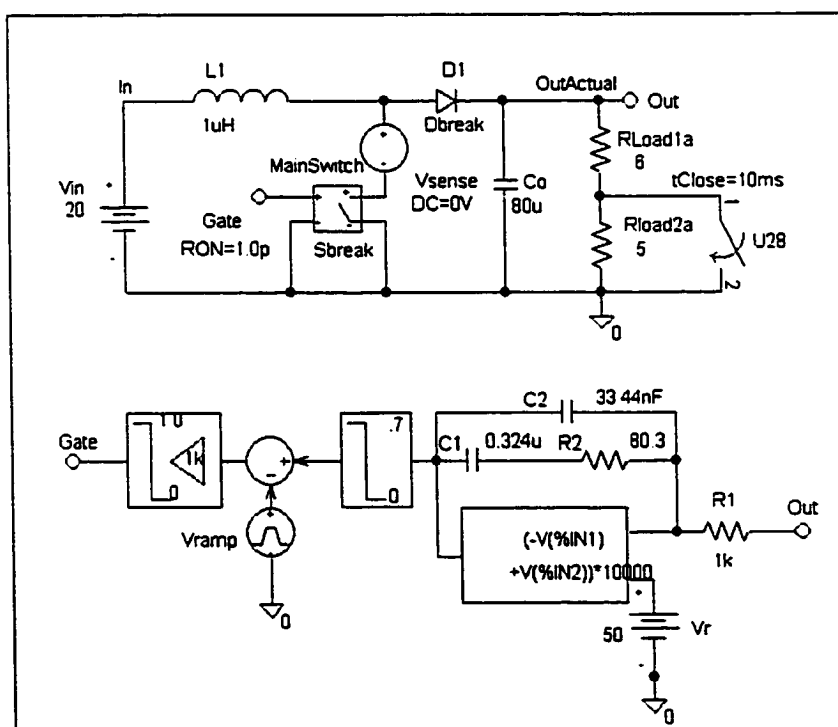 L1
D1
In
OutActual
Out
1uH
Dbreak
RLoad1a
6
MainSwitch
Vsense
DC=0V
Co
80u
tClose=10ms
Vin
20
Gate
RON=1.0p
Sbreak
Rload2a
5
1
U28
2
0
C2
33.44nF
1.0
.7
C1
0.324u
R2
80.3
Gate
1k
0
0
R1
Out
1k
Vramp
(-V(%IN1)
+V(%IN2))*10000
50
Vr
0
0